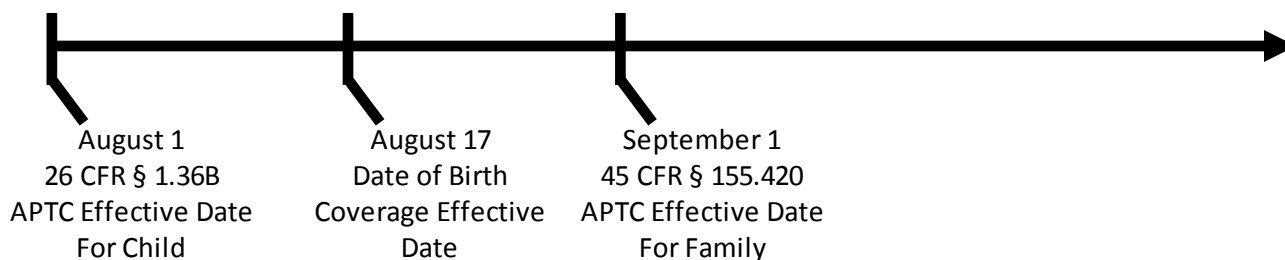 August 1
26 CFR § 1.36B
APTC Effective Date
For Child
August 17
Date of Birth
Coverage Effective
Date
September 1
45 CFR § 155.420
APTC Effective Date
For Family